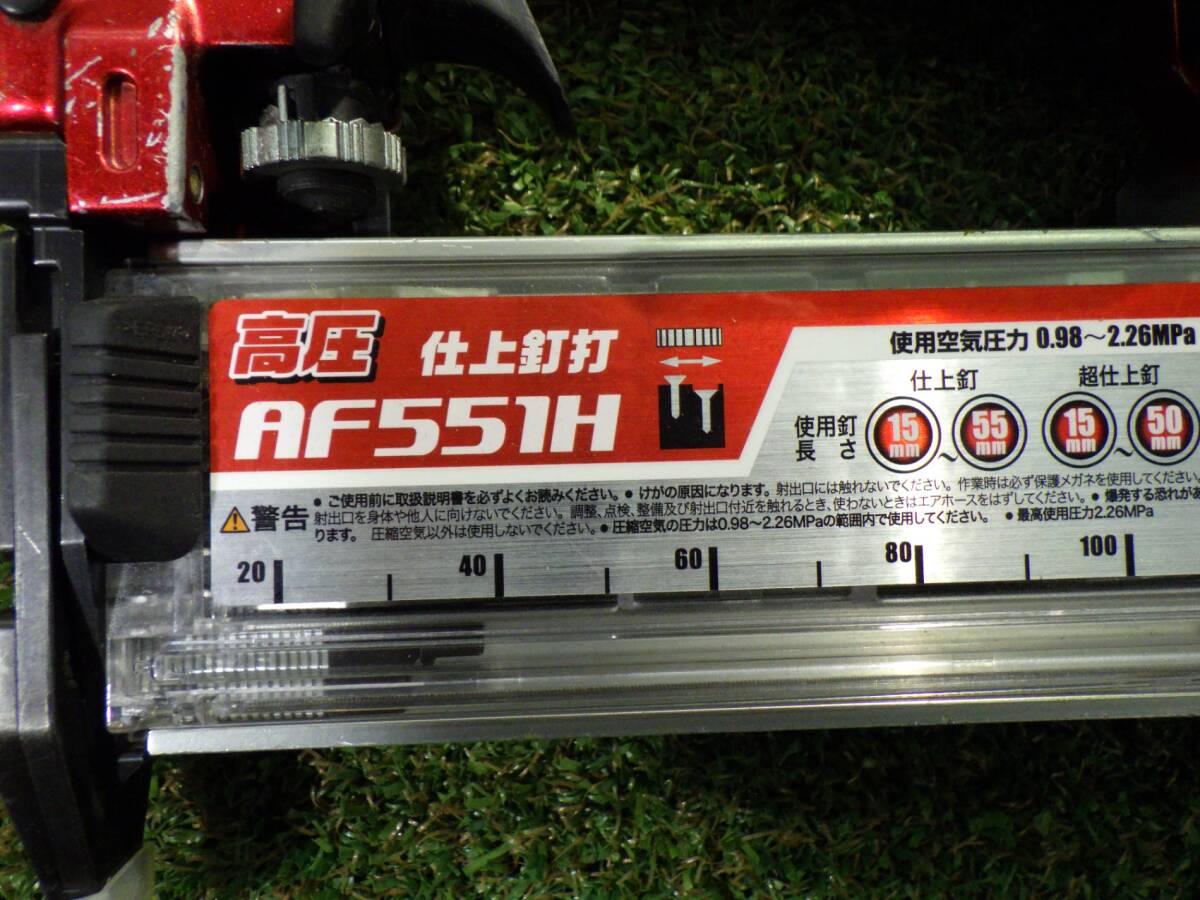 高圧 仕上釘打
AF551H
使用空気圧力 0.98〜2.26MPa
仕上釘 超仕上釘
使用釘長さ 15mm〜55mm 15mm〜50mm
⚠警告
●ご使用前に取扱説明書を必ずよくお読みください。●けがの原因になります。射出口には触れないでください。作業時は必ず保護メガネを使用してください。
射出口を身体や他人に向けないでください。調整、点検、整備及び射出口付近を触れるとき、使わないときはエアホースをはずしてください。●爆発する恐れがあ
ります。圧縮空気以外は使用しないでください。●圧縮空気の圧力は0.98〜2.26MPaの範囲内で使用してください。●最高使用圧力2.26MPa
20 40 60 80 100